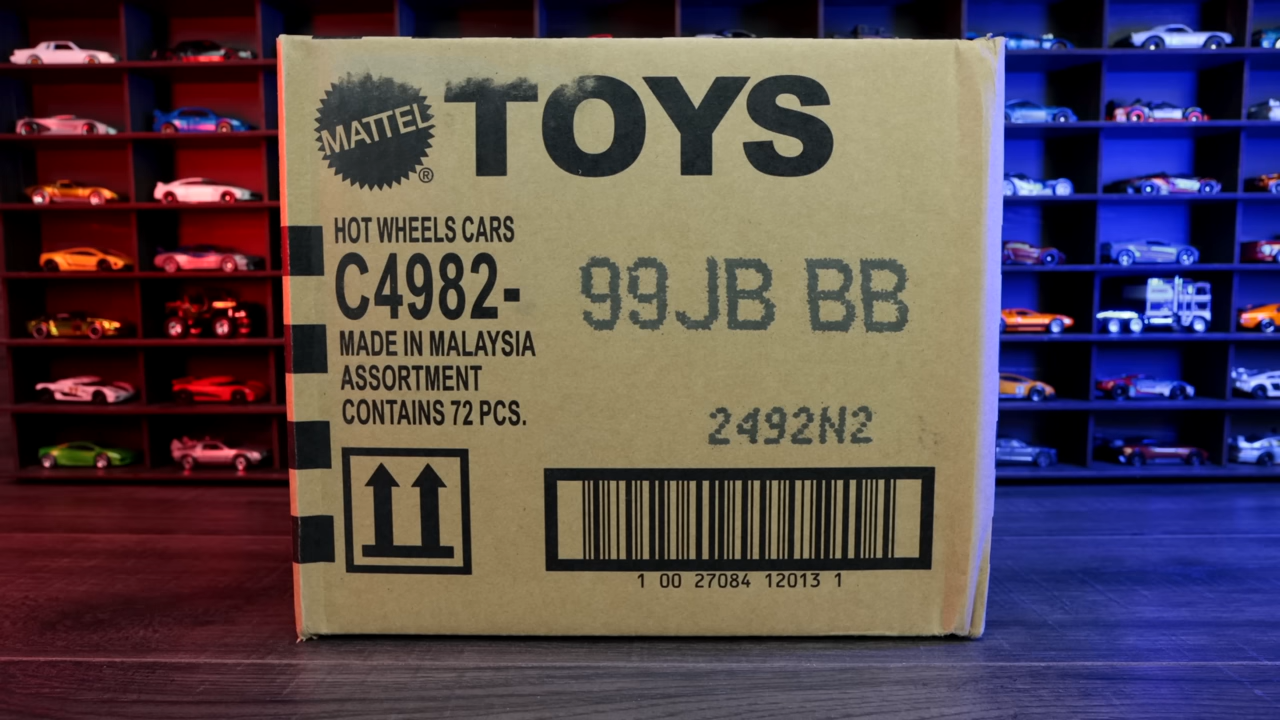 MATTEL ® TOYS
HOT WHEELS CARS
C4982-
99JB BB
MADE IN MALAYSIA
ASSORTMENT
CONTAINS 72 PCS.
2492N2
1 00 27084 12013 1